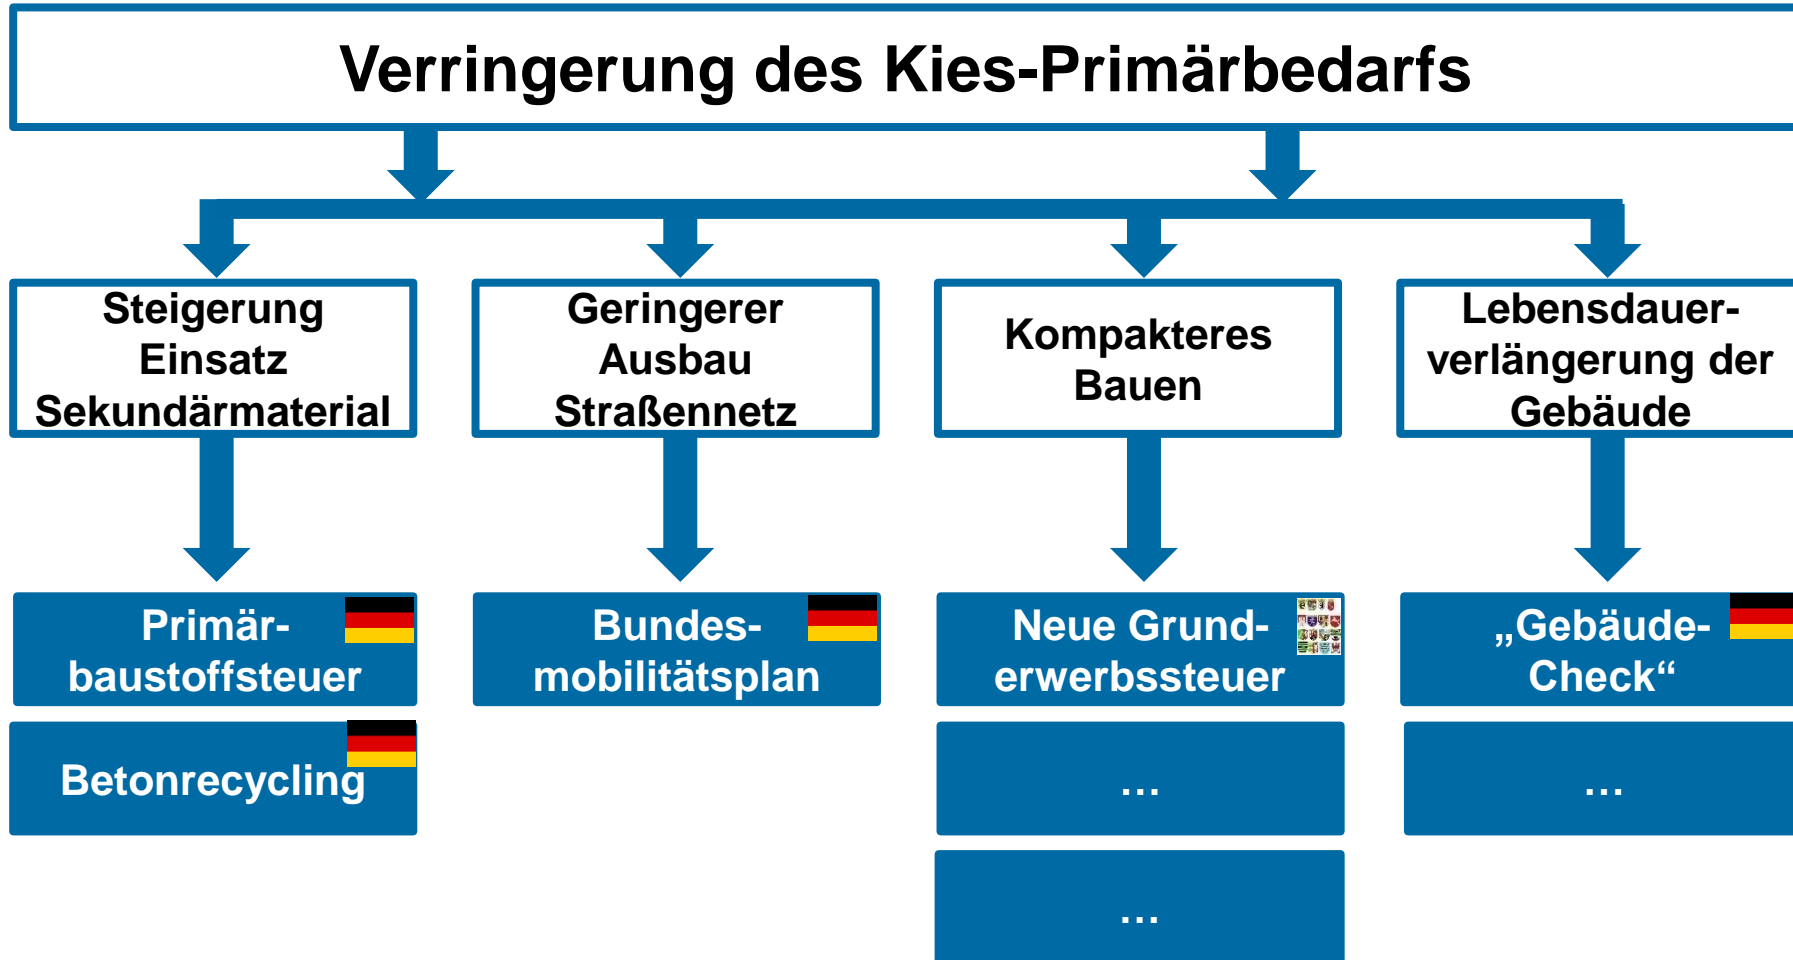 Verringerung des Kies-Primärbedarfs
Steigerung
Einsatz
Sekundärmaterial
Geringerer
Ausbau
Straßennetz
Kompakteres
Bauen
Lebensdauer-
verlängerung der
Gebäude
Primär-
baustoffsteuer
Bundes-
mobilitätsplan
Neue Grund-
erwerbssteuer
„Gebäude-
Check“
Betonrecycling
…
…
…